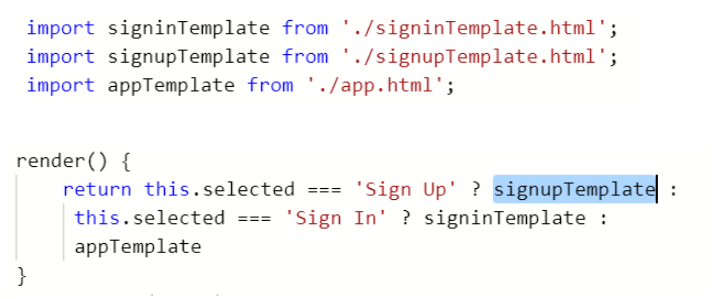 import signinTemplate from './signinTemplate.html';
import signupTemplate from './signupTemplate.html';
import appTemplate from './app.html';
render() {
return this.selected === 'Sign Up' ? signupTemplate :
this.selected === 'Sign In' ? signinTemplate :
appTemplate
}